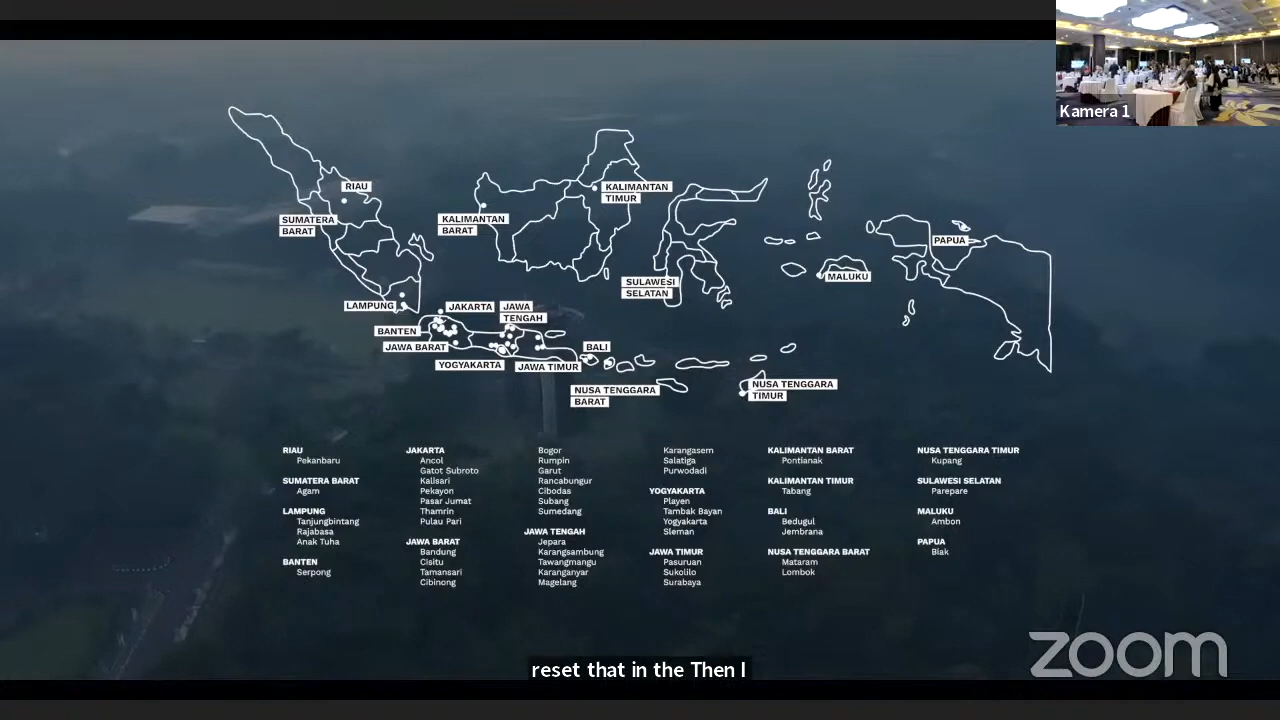 Kamera 1
RIAU
SUMATERA
BARAT
KALIMANTAN
BARAT
KALIMANTAN
TIMUR
PAPUA
SULAWESI
SELATAN
MALUKU
LAMPUNG
JAKARTA
JAWA
TENGAH
BANTEN
JAWA BARAT
BALI
YOGYAKARTA
JAWA TIMUR
NUSA TENGGARA
BARAT
NUSA TENGGARA
TIMUR
RIAU
Pekanbaru
SUMATERA BARAT
Agam
LAMPUNG
Tanjungbintang
Rajabasa
Anak Tuha
BANTEN
Serpong
JAKARTA
Ancol
Gatot Subroto
Kalisari
Pekayon
Pasar Jumat
Thamrin
Pulau Pari
JAWA BARAT
Bandung
Cisitu
Tamansari
Cibinong
Bogor
Rumpin
Garut
Rancabungur
Cibodas
Subang
Sumedang
JAWA TENGAH
Jepara
Karangsambung
Tawangmangu
Karanganyar
Magelang
Karangasem
Salatiga
Purwodadi
YOGYAKARTA
Playen
Tambak Bayan
Yogyakarta
Sleman
JAWA TIMUR
Pasuruan
Sukolilo
Surabaya
KALIMANTAN BARAT
Pontianak
KALIMANTAN TIMUR
Tabang
BALI
Bedugul
Jembrana
NUSA TENGGARA BARAT
Mataram
Lombok
NUSA TENGGARA TIMUR
Kupang
SULAWESI SELATAN
Parepare
MALUKU
Ambon
PAPUA
Biak
zoom
reset that in the Then I